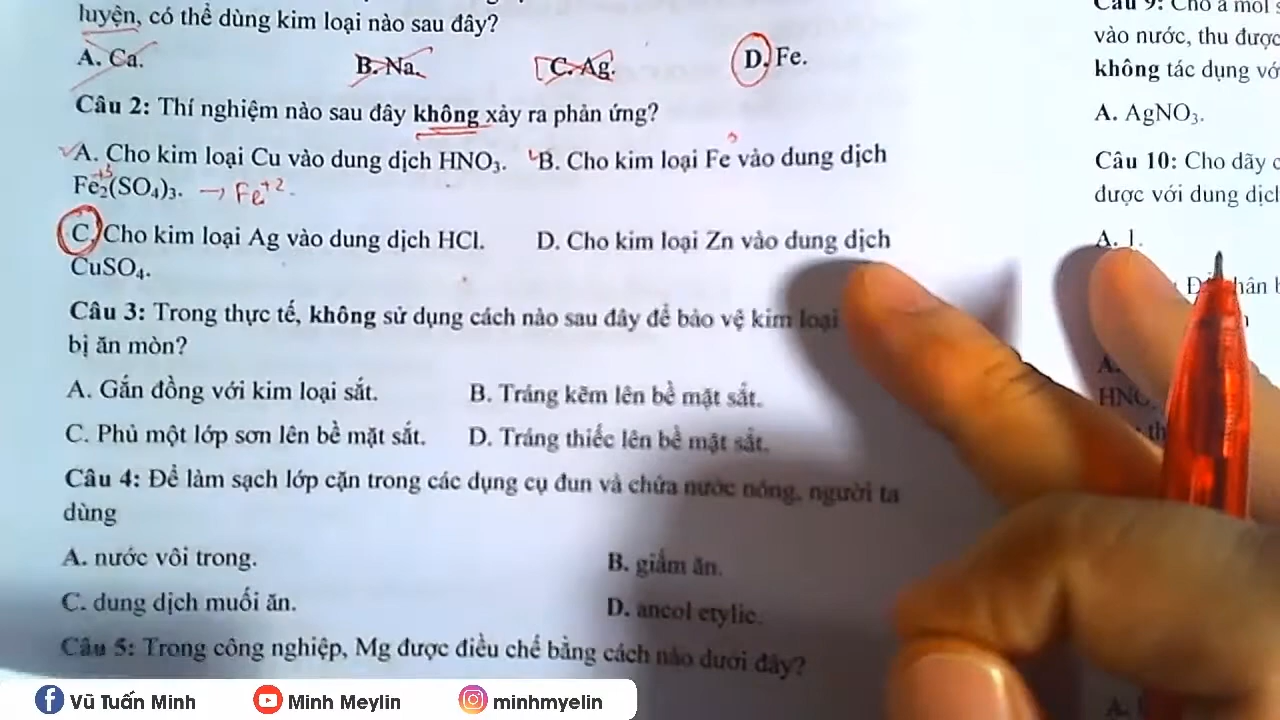 luyện, có thể dùng kim loại nào sau đây?
A. Ca. B. Na. C. Ag. D. Fe.
Câu 2: Thí nghiệm nào sau đây không xảy ra phản ứng?
A. Cho kim loại Cu vào dung dịch HNO₃. B. Cho kim loại Fe vào dung dịch
Fe₂(SO₄)₃. → Fe⁺²
+3
C. Cho kim loại Ag vào dung dịch HCl. D. Cho kim loại Zn vào dung dịch
CuSO₄.
Câu 3: Trong thực tế, không sử dụng cách nào sau đây để bảo vệ kim loại
bị ăn mòn?
A. Gắn đồng với kim loại sắt. B. Tráng kẽm lên bề mặt sắt.
C. Phủ một lớp sơn lên bề mặt sắt. D. Tráng thiếc lên bề mặt sắt.
Câu 4: Để làm sạch lớp cặn trong các dụng cụ đun và chứa nước nóng, người ta
dùng
A. nước vôi trong. B. giấm ăn.
C. dung dịch muối ăn. D. ancol etylic.
Câu 5: Trong công nghiệp, Mg được điều chế bằng cách nào dưới đây?
Câu 9: Cho a mol
vào nước, thu được
không tác dụng
A. AgNO₃.
Câu 10: Cho dãy
được với dung
A. 1.
Vũ Tuấn Minh Minh Meylin minhmyelin